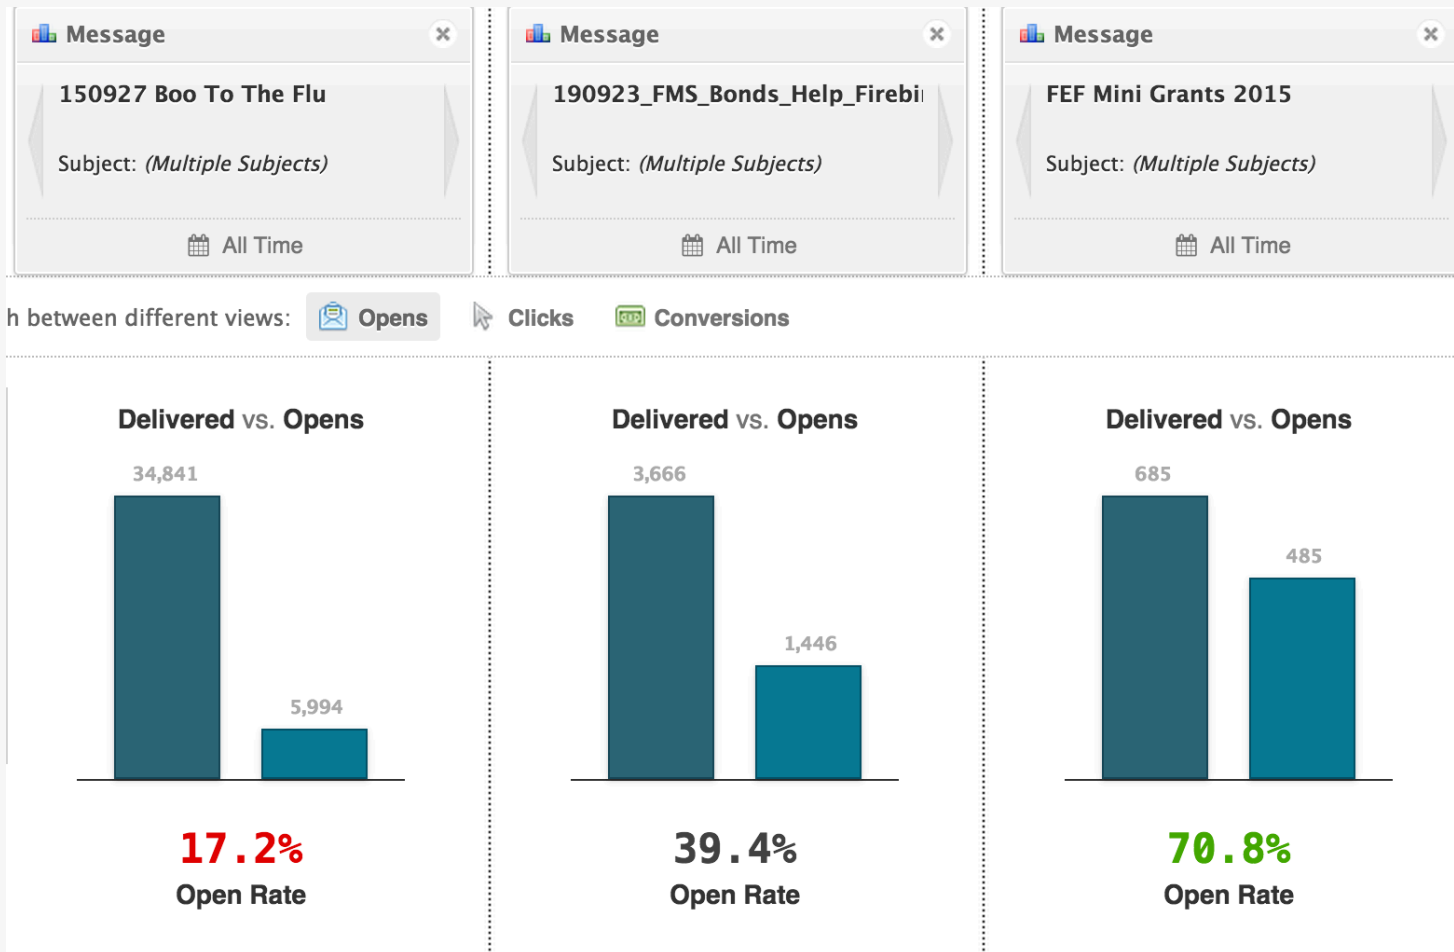 Message
150927 Boo To The Flu
Subject: (Multiple Subjects)
All Time
Message
190923_FMS_Bonds_Help_Firebi
Subject: (Multiple Subjects)
All Time
Message
FEF Mini Grants 2015
Subject: (Multiple Subjects)
All Time
h between different views: Opens Clicks Conversions
Delivered vs. Opens
34,841
5,994
17.2%
Open Rate
Delivered vs. Opens
3,666
1,446
39.4%
Open Rate
Delivered vs. Opens
685
485
70.8%
Open Rate